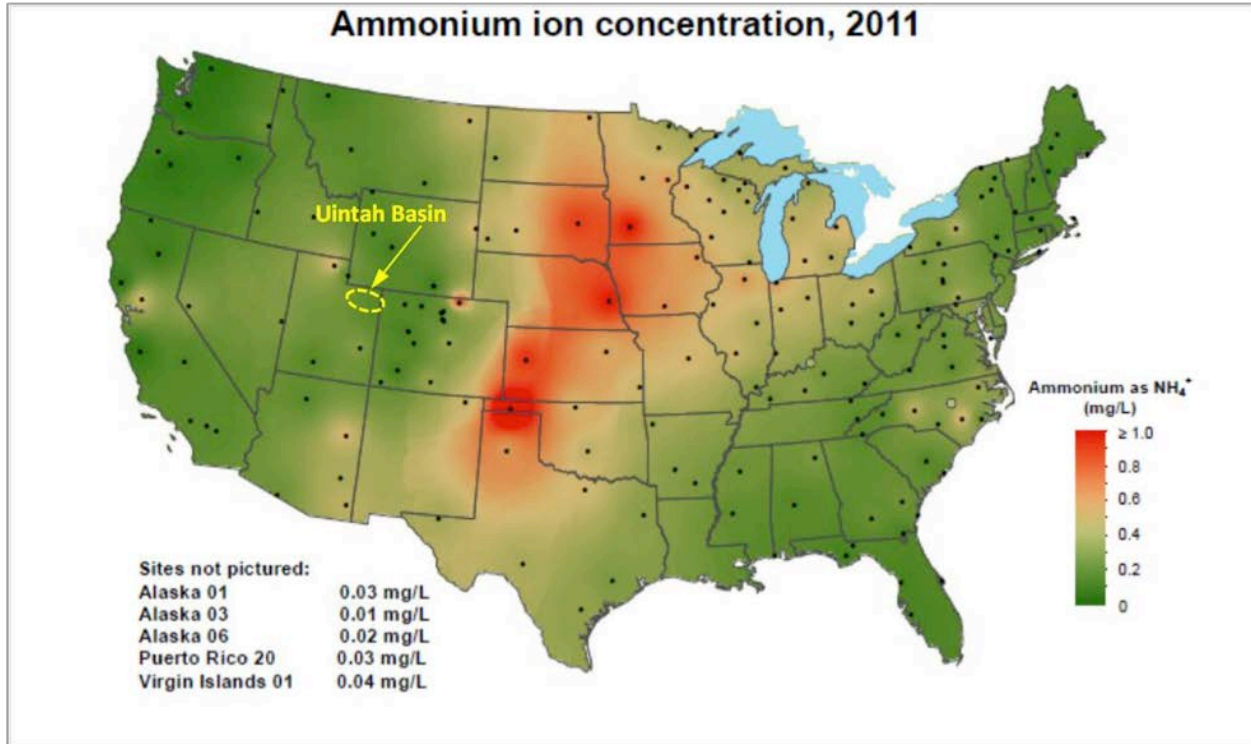 Ammonium ion concentration, 2011
Uintah Basin
Ammonium as NH₄⁺
(mg/L)
≥ 1.0
0.8
0.6
0.4
0.2
0
Sites not pictured:
Alaska 01 0.03 mg/L
Alaska 03 0.01 mg/L
Alaska 06 0.02 mg/L
Puerto Rico 20 0.03 mg/L
Virgin Islands 01 0.04 mg/L